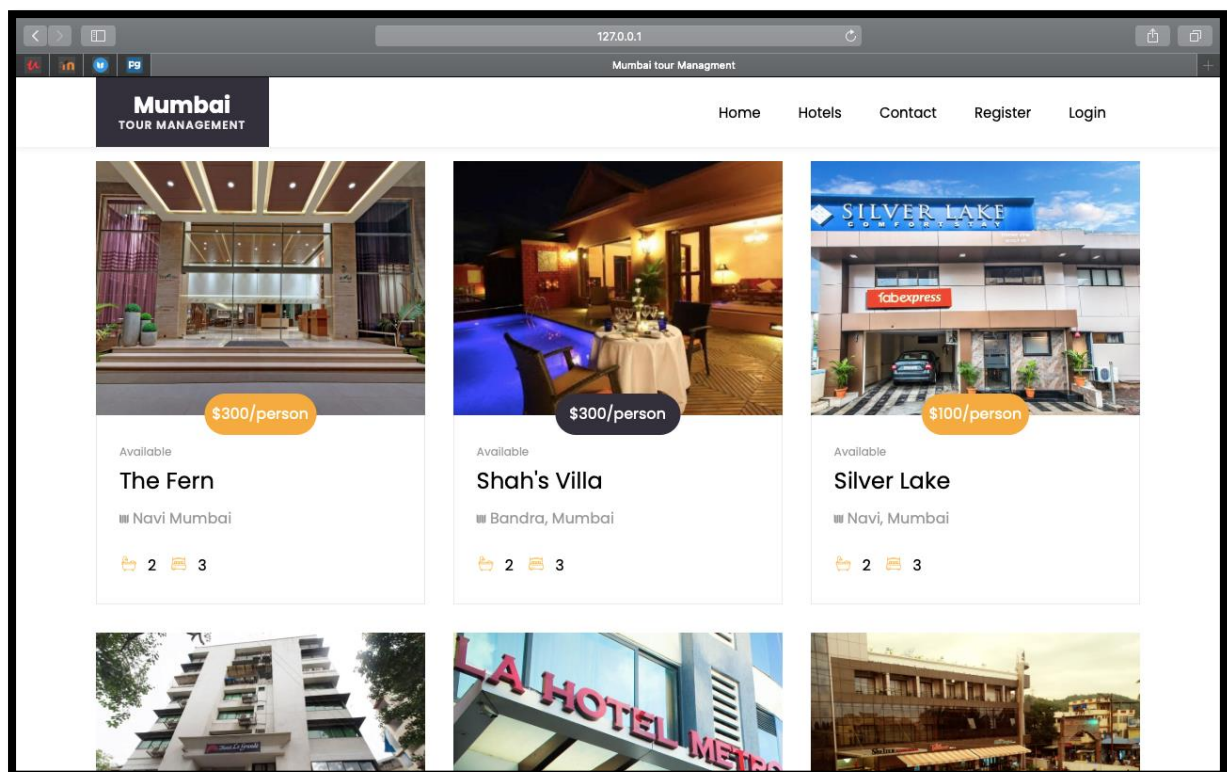 127.0.0.1
Mumbai tour Managment
Mumbai
TOUR MANAGEMENT
Home Hotels Contact Register Login
SILVER LAKE
COMFORT STAY
fabexpress
$300/person
$300/person
$100/person
Available
The Fern
Navi Mumbai
2 3
Available
Shah's Villa
Bandra, Mumbai
2 3
Available
Silver Lake
Navi, Mumbai
2 3
LA HOTEL METRO